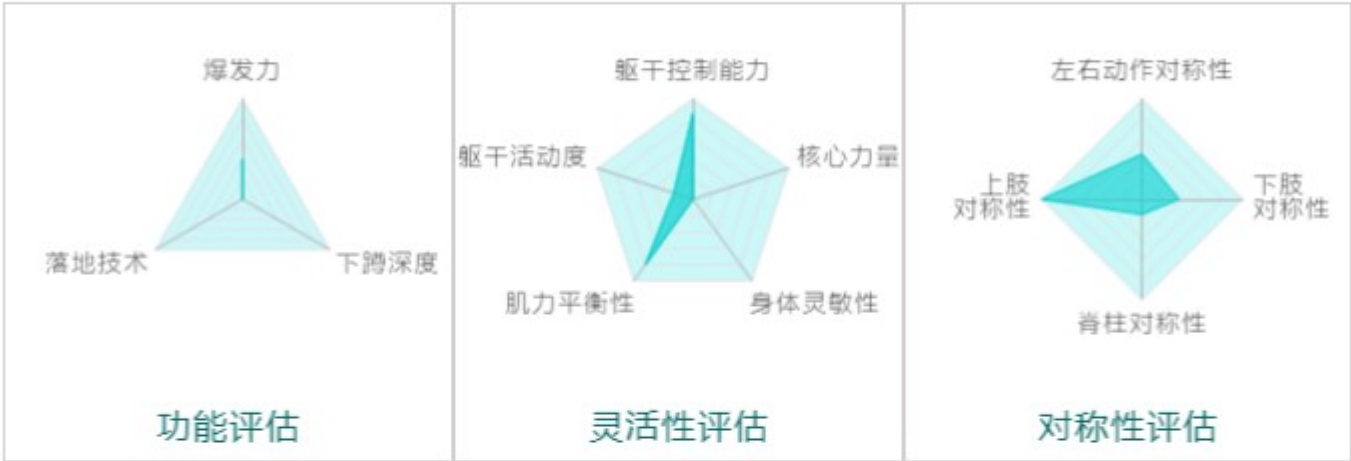 爆发力
落地技术
下蹲深度
功能评估
躯干控制能力
躯干活动度
核心力量
肌力平衡性
身体灵敏性
灵活性评估
左右动作对称性
上肢
对称性
下肢
对称性
脊柱对称性
对称性评估